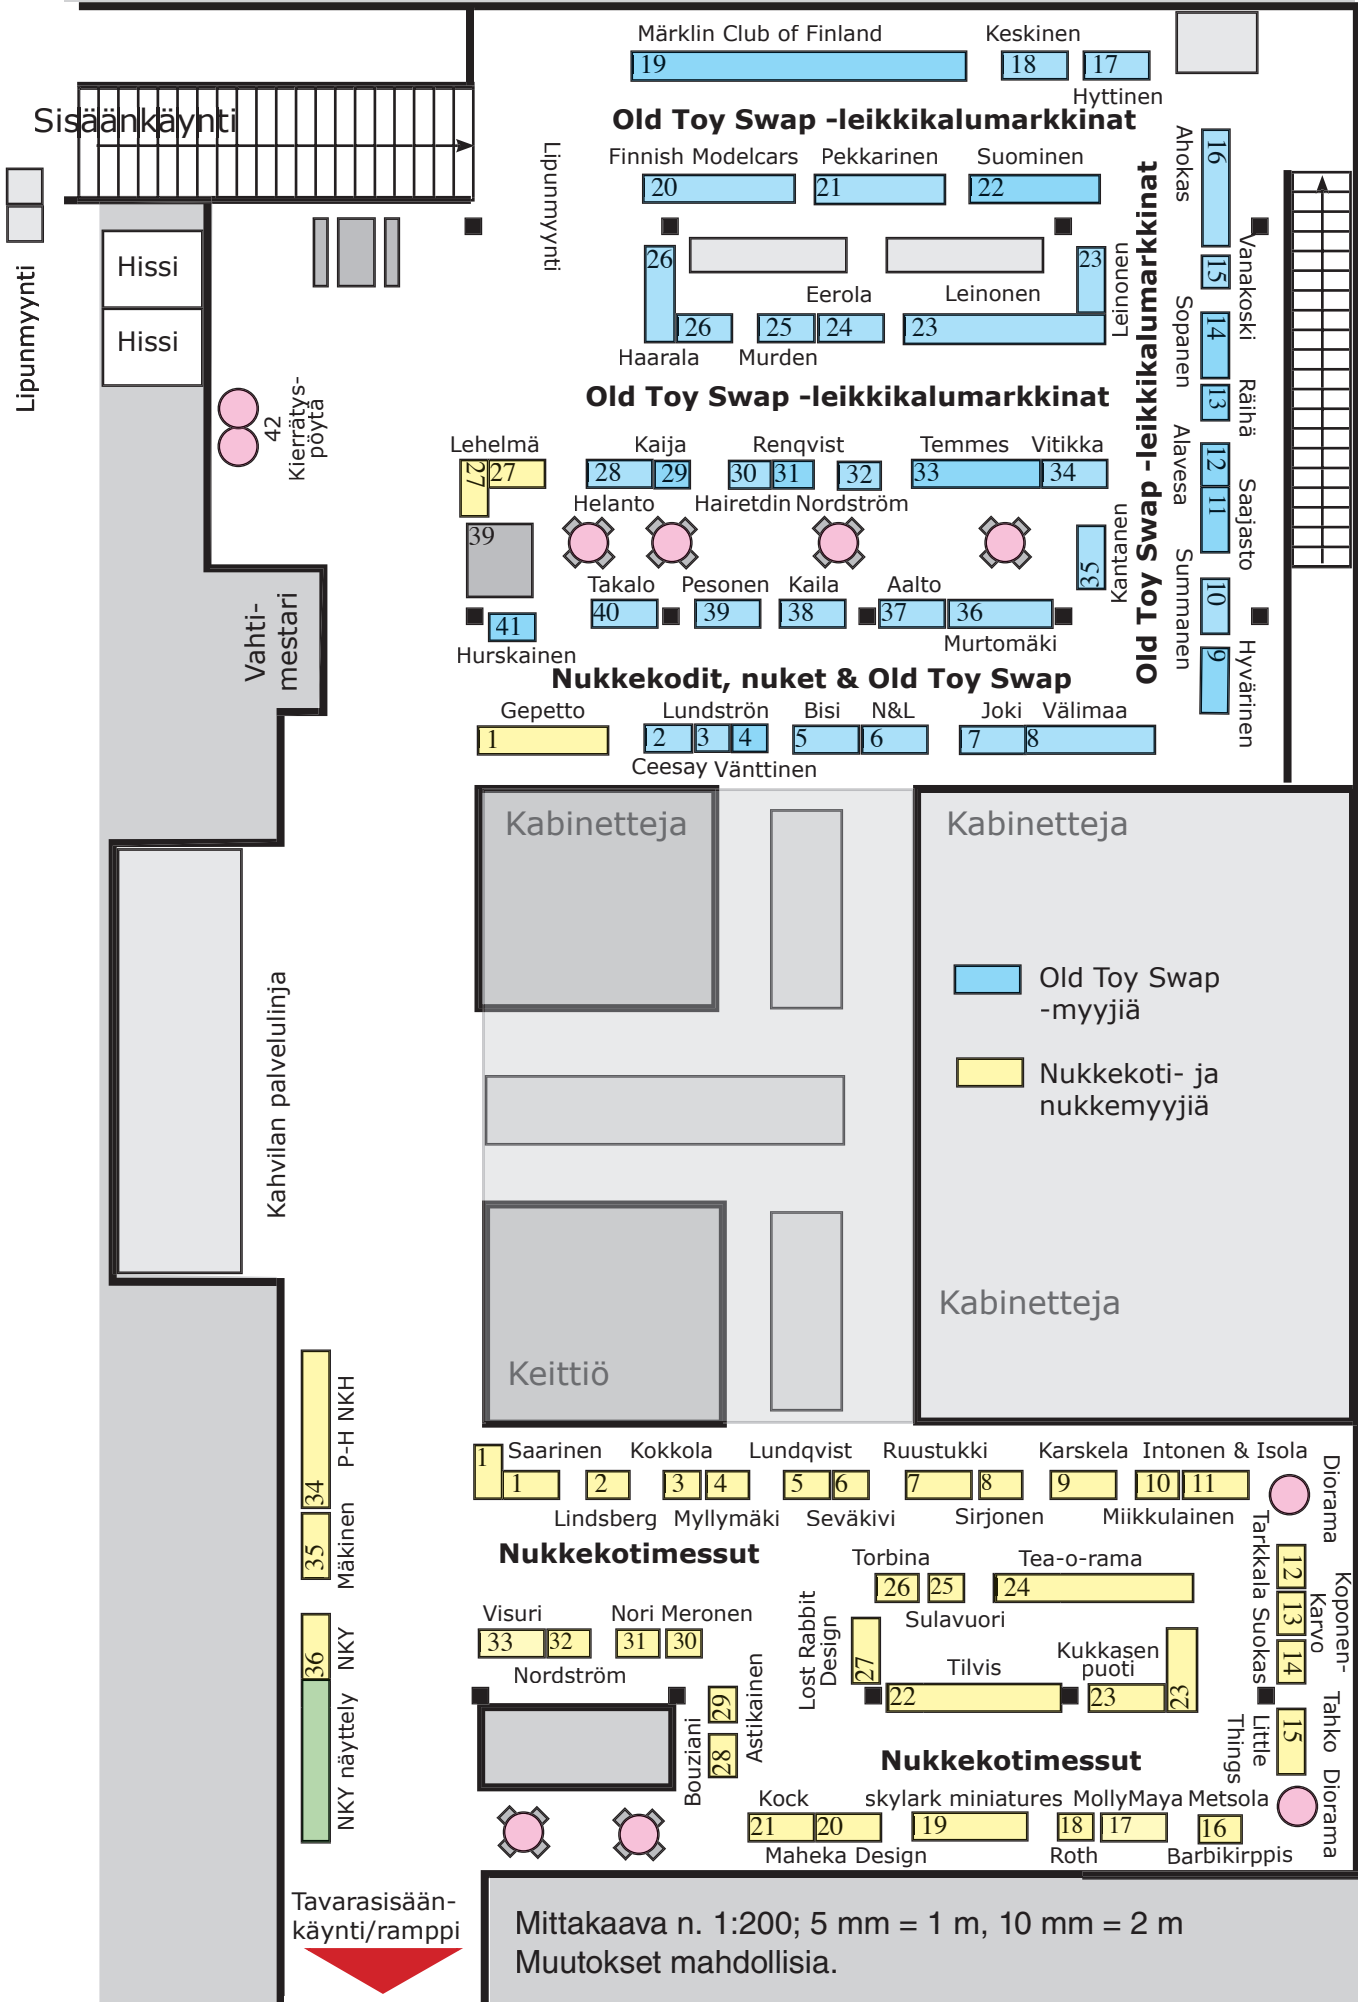 Märklin Club of Finland
Keskinen
19
18
17
Hyttinen
Sisäänkäynti
Old Toy Swap -leikkikalumarkkinat
Lipunmyynti
Finnish Modelcars
Pekkarinen
Suominen
20
21
22
Ahokas
16
Old Toy Swap -leikkikalumarkkinat
Lipunmyynti
Hissi
Hissi
26
26
Haarala
Eerola
25
24
Murden
Leinonen
23
23
Leinonen
15
Vanakoski
Sopanen
14
13
Räihä
42
Kierrätys-
pöytä
Old Toy Swap -leikkikalumarkkinat
Lehelmä
27
27
Kaija
28
29
Helanto
Renqvist
30
31
32
Hairetdin
Nordström
Temmes
Vitikka
33
34
Alavesa
12
11
Saajasto
39
35
Kantanen
Summanen
10
9
Hyvärinen
Vahti-
mestari
Takalo
Pesonen
Kaila
Aalto
40
39
38
37
36
41
Hurskainen
Murtomäki
Nukkekodit, nuket & Old Toy Swap
Gepetto
Lundströn
Bisi
N&L
Joki
Välimaa
1
2
3
4
5
6
7
8
Ceesay
Vänttinen
Kabinetteja
Kabinetteja
Old Toy Swap
-myyjiä
Nukkekoti- ja
nukkemyyjiä
Kahvilan palvelulinja
Kabinetteja
Keittiö
34
P-H NKH
35
Mäkinen
36
NKY
NKY näyttely
Saarinen
Kokkola
Lundqvist
Ruustukki
Karskela
Intonen & Isola
1
1
2
3
4
5
6
7
8
9
10
11
Lindsberg
Myllymäki
Seväkivi
Sirjonen
Miikkulainen
Diorama
Nukkekotimessut
Torbina
Tea-o-rama
26
25
24
Sulavuori
Tarkkala
Suokas
12
13
14
Karvo
Koponen-
Tahko
Visuri
Nori
Meronen
33
32
31
30
Nordström
Lost Rabbit
Design
27
Tilvis
22
Kukkasen
puoti
23
23
29
28
Astikainen
Bouziani
Little
Things
15
Nukkekotimessut
Kock
skylark miniatures
MollyMaya
Metsola
21
20
19
18
17
16
Maheka Design
Roth
Barbikirppis
Diorama
Tavarasisään-
käynti/ramppi
Mittakaava n. 1:200; 5 mm = 1 m, 10 mm = 2 m
Muutokset mahdollisia.